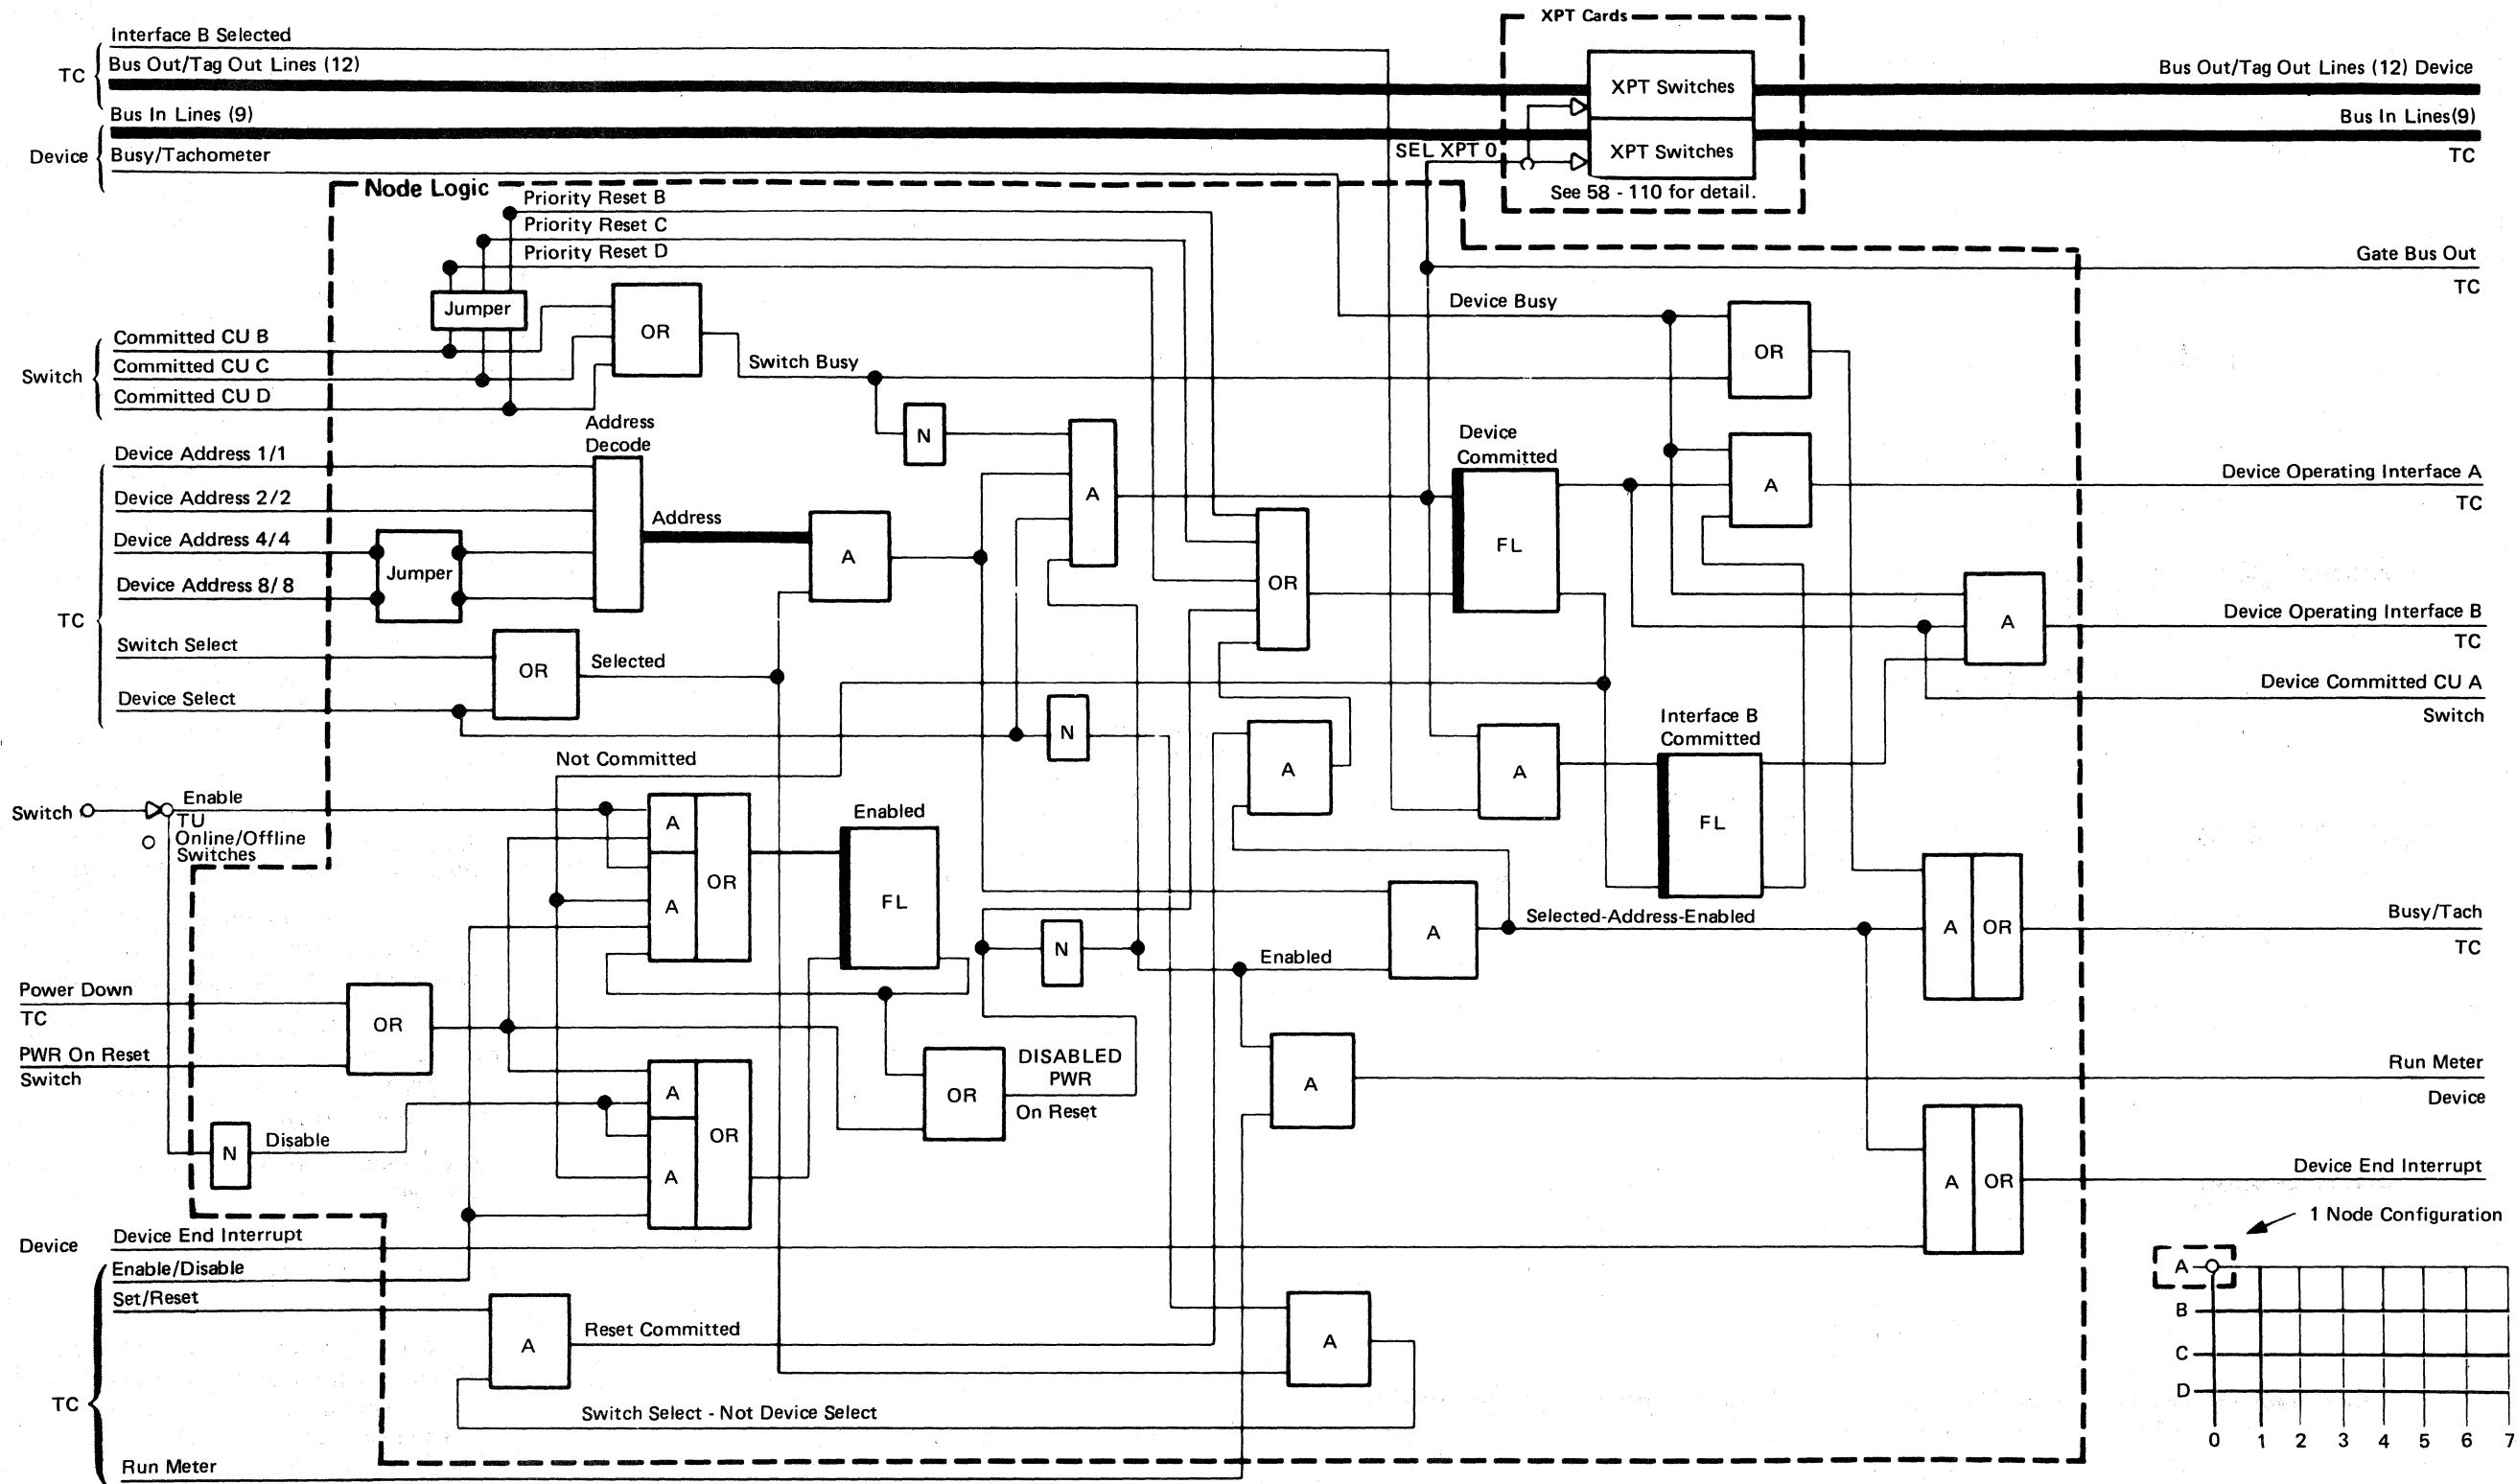 XPT Cards
Interface B Selected
TC
Bus Out/Tag Out Lines (12)
XPT Switches
Bus Out/Tag Out Lines (12) Device
Bus In Lines (9)
Bus In Lines(9)
Device
Busy/Tachometer
SEL XPT 0
XPT Switches
TC
Node Logic
See 58 - 110 for detail.
Priority Reset B
Priority Reset C
Priority Reset D
Gate Bus Out
TC
Jumper
OR
Device Busy
OR
Committed CU B
Switch
Committed CU C
Committed CU D
Switch Busy
Address
Decode
N
Device
Committed
Device Address 1/1
Device Address 2/2
Device Address 4/4
Device Address 8/8
Jumper
Address
A
A
OR
FL
A
Device Operating Interface A
TC
TC
Switch Select
Device Select
OR
Selected
A
Device Operating Interface B
TC
Device Committed CU A
Switch
N
Interface B
Committed
Not Committed
A
A
FL
Switch
Enable
TU
Online/Offline
Switches
A
OR
A
Enabled
FL
A
Selected-Address-Enabled
A
OR
Busy/Tach
TC
N
Enabled
Power Down
TC
OR
PWR On Reset
Switch
DISABLED
PWR
On Reset
OR
A
Run Meter
Device
A
OR
A
N
Disable
A
OR
Device End Interrupt
1 Node Configuration
Device
Device End Interrupt
Enable/Disable
Set/Reset
A
Reset Committed
A
Switch Select - Not Device Select
TC
Run Meter
A
B
C
D
0 1 2 3 4 5 6 7